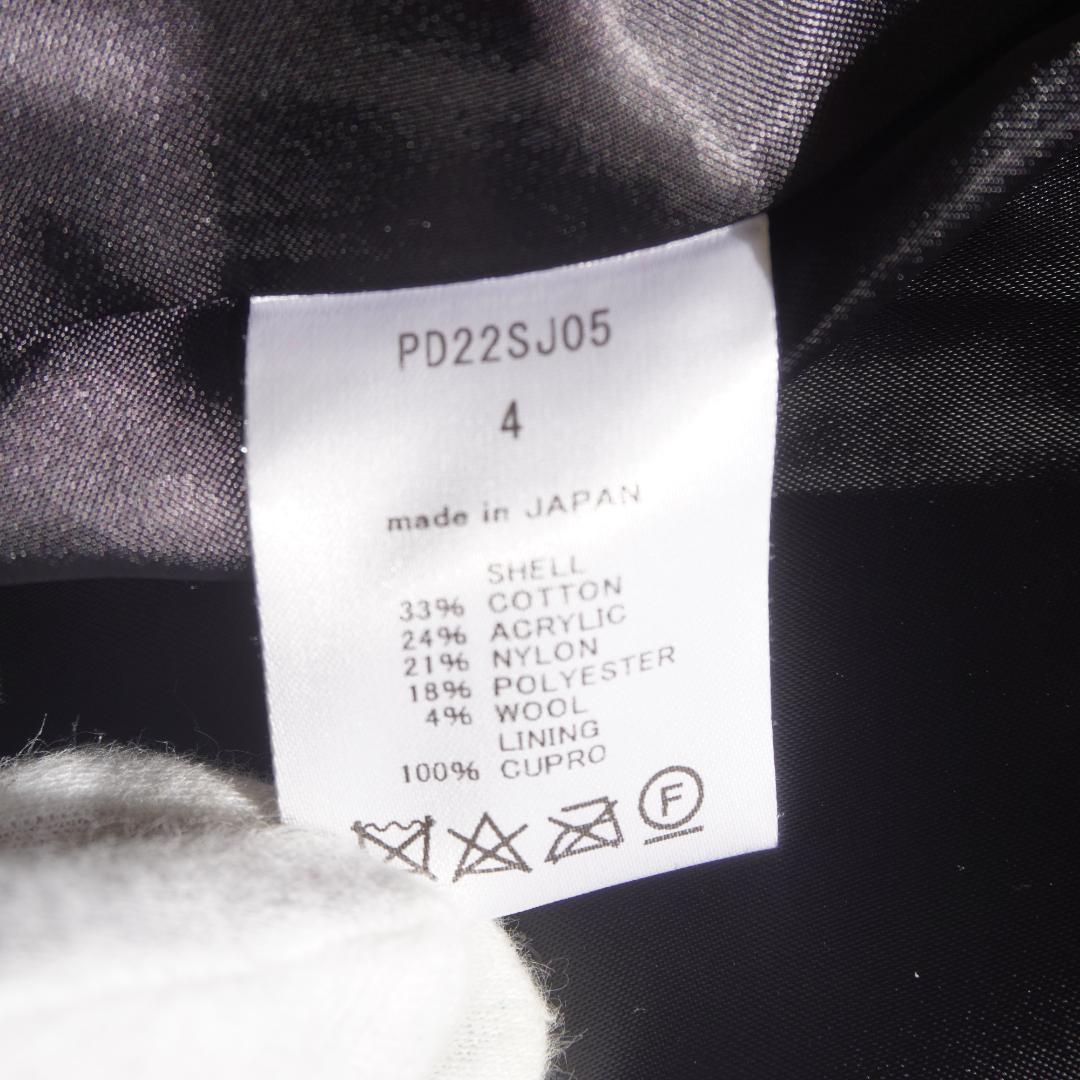 PD22SJ05
4
made in JAPAN
SHELL
33% COTTON
24% ACRYLIC
21% NYLON
18% POLYESTER
4% WOOL
LINING
100% CUPRO
F